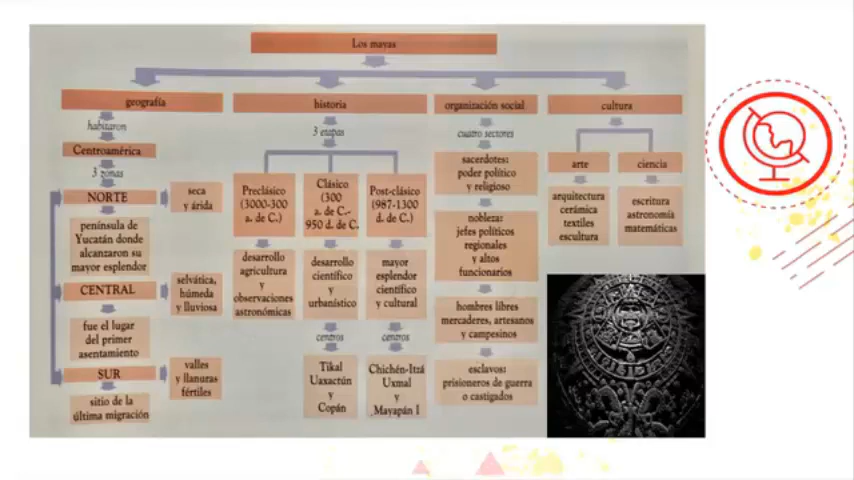 Los mayas
geografía
habitaron
Centroamérica
3 zonas
NORTE
seca
y árida
península de
Yucatán donde
alcanzaron su
mayor esplendor
CENTRAL
selvática,
húmeda
y lluviosa
fue el lugar
del primer
asentamiento
SUR
valles
y llanuras
fértiles
sitio de la
última migración
historia
3 etapas
Preclásico
(3000-300
a. de C.)
desarrollo
agricultura
y
observaciones
astronómicas
Clásico
(300
a. de C.-
950 d. de C.
desarrollo
científico
y
urbanístico
centros
Tikal
Uaxactún
y
Copán
Post-clásico
(987-1300
d. de C.)
mayor
esplendor
científico
y cultural
centros
Chichén-Itzá
Uxmal
y
Mayapán I
organización social
cuatro sectores
sacerdotes:
poder político
y religioso
nobleza:
jefes políticos
regionales
y altos
funcionarios
hombres libres
mercaderes, artesanos
y campesinos
esclavos:
prisioneros de guerra
o castigados
cultura
arte
arquitectura
cerámica
textiles
escultura
ciencia
escritura
astronomía
matemáticas